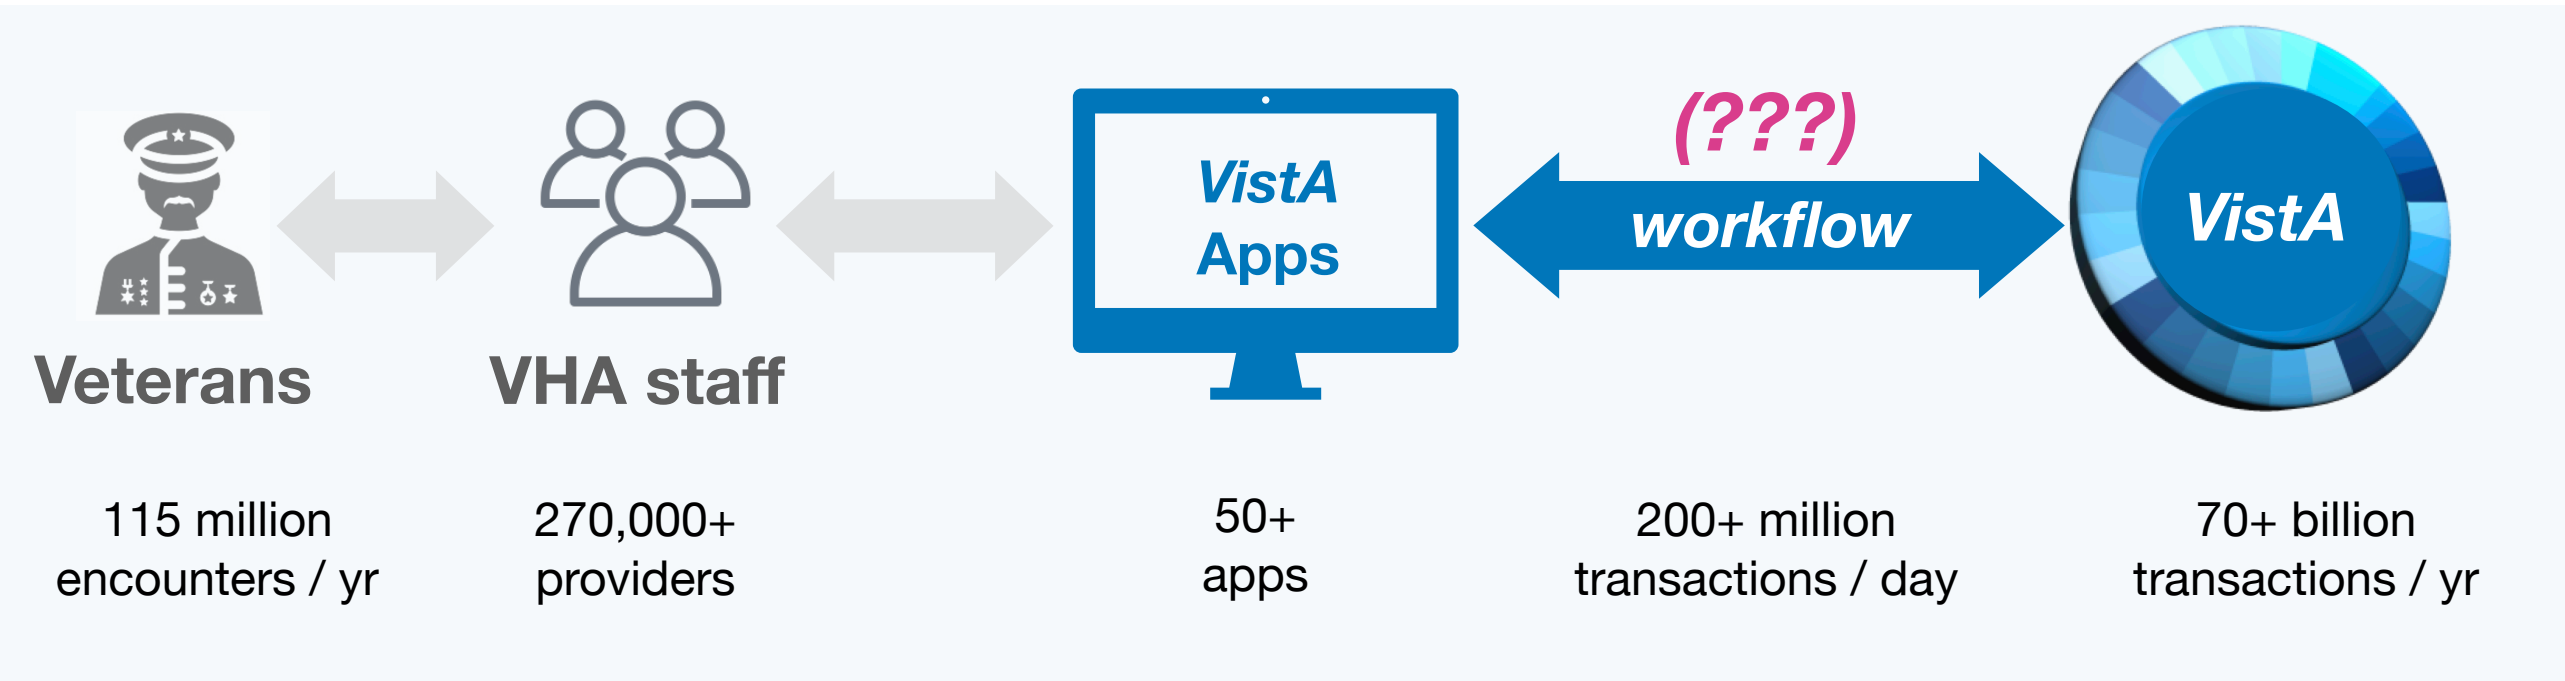 VistA
Apps
(???)
workflow
VistA
Veterans
VHA staff
115 million
encounters / yr
270,000+
providers
50+
apps
200+ million
transactions / day
70+ billion
transactions / yr